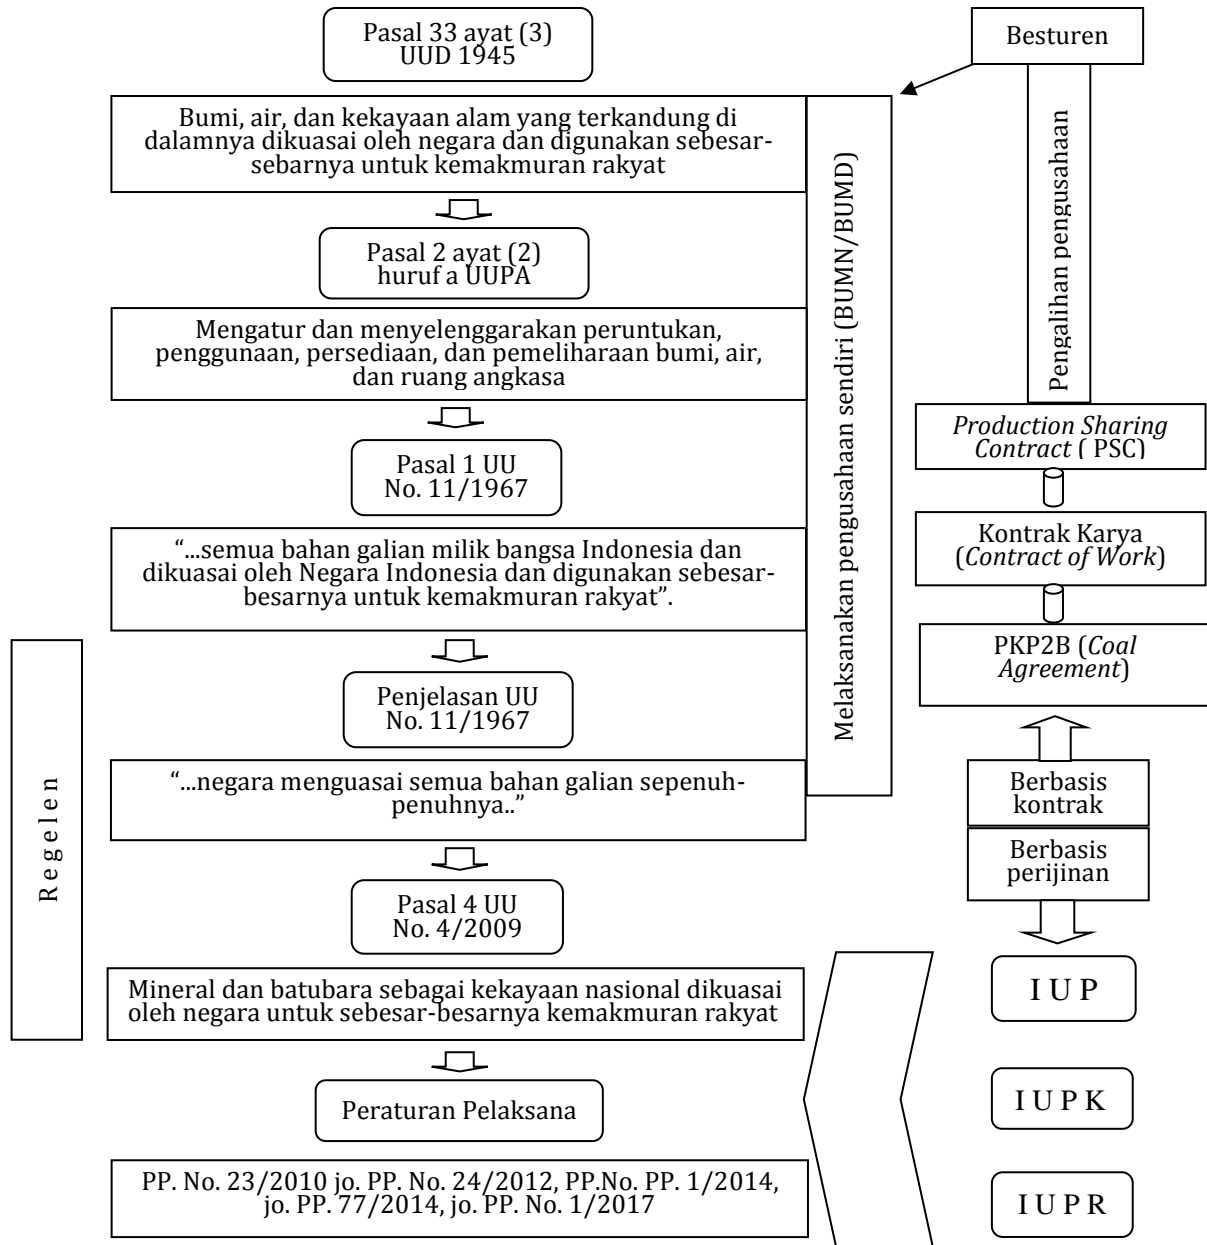 Pasal 33 ayat (3)
UUD 1945
Bumi, air, dan kekayaan alam yang terkandung di
dalamnya dikuasai oleh negara dan digunakan sebesar-
sebarnya untuk kemakmuran rakyat
Pasal 2 ayat (2)
huruf a UUPA
Mengatur dan menyelenggarakan peruntukan,
penggunaan, persediaan, dan pemeliharaan bumi, air,
dan ruang angkasa
Pasal 1 UU
No. 11/1967
“...semua bahan galian milik bangsa Indonesia dan
dikuasai oleh Negara Indonesia dan digunakan sebesar-
besarnya untuk kemakmuran rakyat”.
Penjelasan UU
No. 11/1967
“...negara menguasai semua bahan galian sepenuh-
penuhnya..”
Pasal 4 UU
No. 4/2009
Mineral dan batubara sebagai kekayaan nasional dikuasai
oleh negara untuk sebesar-besarnya kemakmuran rakyat
Peraturan Pelaksana
PP. No. 23/2010 jo. PP. No. 24/2012, PP.No. PP. 1/2014,
jo. PP. 77/2014, jo. PP. No. 1/2017
Regelen
Melaksanakan pengusahaan sendiri (BUMN/BUMD)
Besturen
Pengalihan pengusahaan
Production Sharing
Contract ( PSC)
Kontrak Karya
(Contract of Work)
PKP2B (Coal
Agreement)
Berbasis
kontrak
Berbasis
perijinan
I U P
I U P K
I U P R